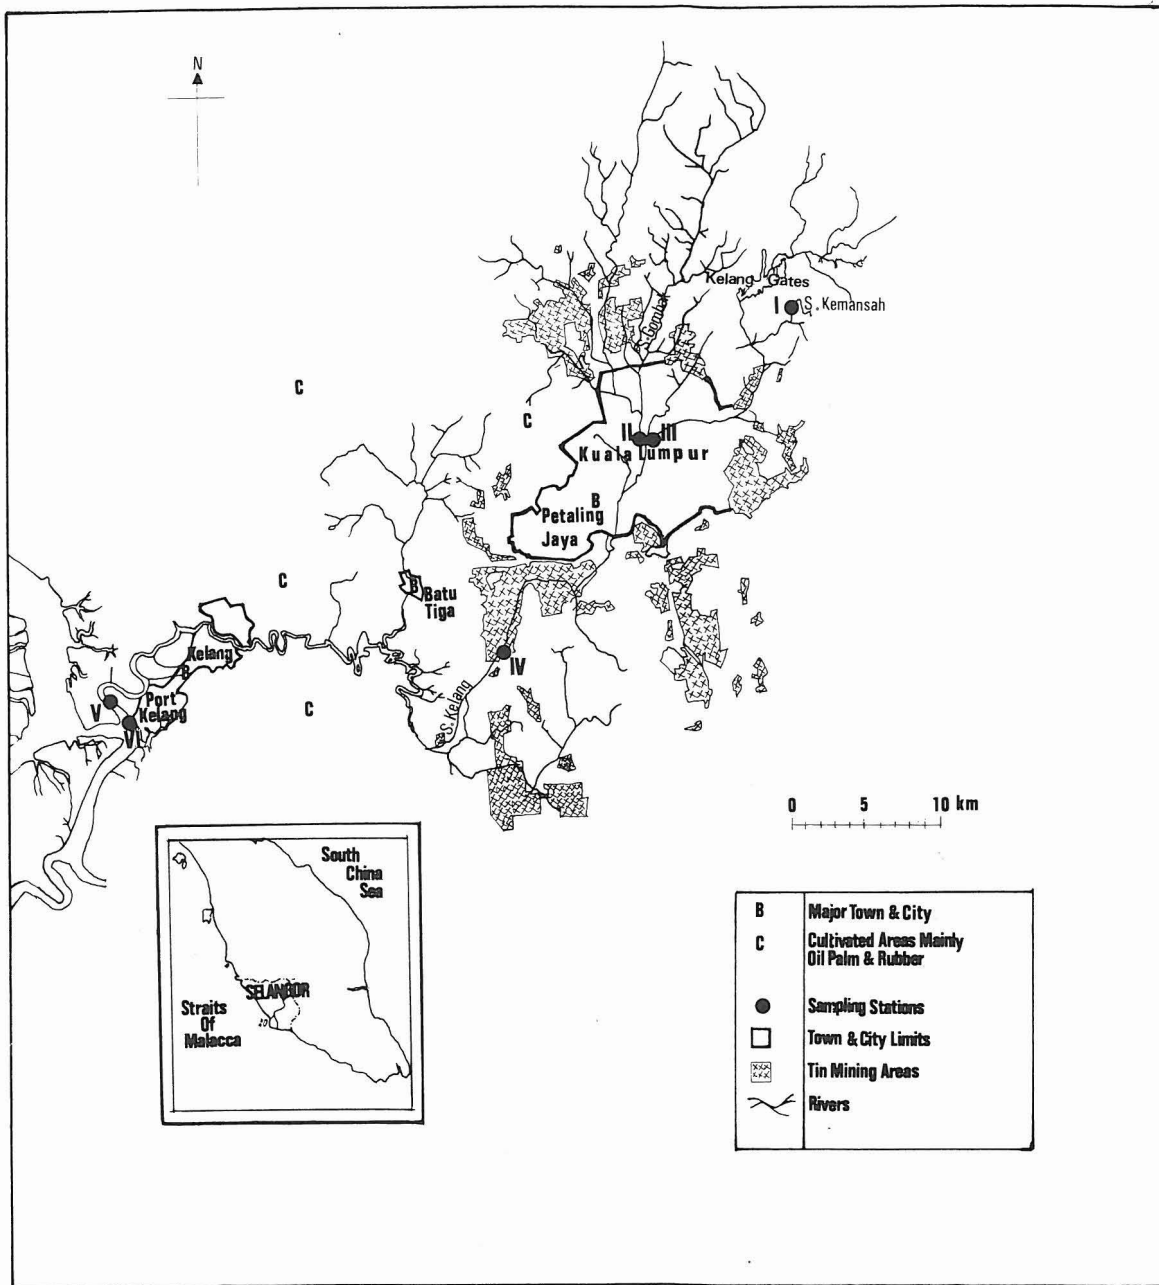 N
Kelang Gates
I
S. Kemansah
Gombak
C
C
II
III
Kuala Lumpur
B
Petaling
Jaya
C
B
Batu
Tiga
Kelang
B
IV
V
Port
Kelang
VI
C
S. Kelang
0 5 10 km
South
China
Sea
SELANGOR
Straits
Of
Malacca
20
B Major Town & City
C Cultivated Areas Mainly
Oil Palm & Rubber
Sampling Stations
Town & City Limits
Tin Mining Areas
Rivers